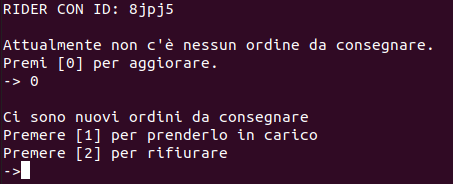 RIDER CON ID: 8jpj5
Attualmente non c'è nessun ordine da consegnare.
Premi [0] per aggiorare.
-> 0
Ci sono nuovi ordini da consegnare
Premere [1] per prenderlo in carico
Premere [2] per rifiurare
->